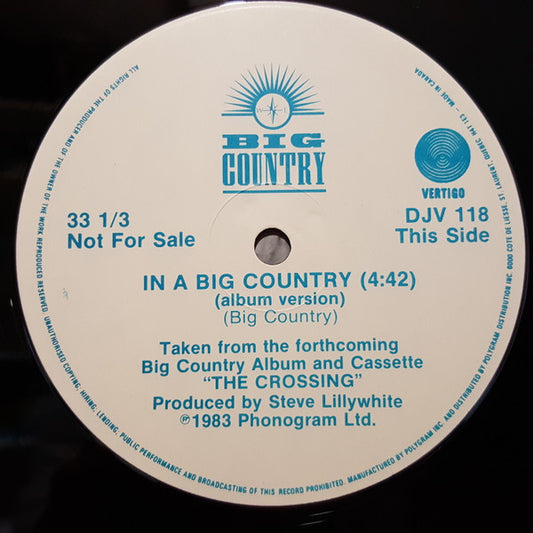 BIG
COUNTRY
VERTIGO
33 1/3
Not For Sale
DJV 118
This Side
IN A BIG COUNTRY (4:42)
(album version)
(Big Country)
Taken from the forthcoming
Big Country Album and Cassette
"THE CROSSING"
Produced by Steve Lillywhite
℗1983 Phonogram Ltd.
ALL RIGHTS OF THE PRODUCER AND OF THE OWNER OF THE WORK REPRODUCED RESERVED. UNAUTHORISED COPYING, HIRING, LENDING, PUBLIC PERFORMANCE AND BROADCASTING OF THIS RECORD PROHIBITED. MANUFACTURED BY POLYGRAM INC. AND DISTRIBUTED BY POLYGRAM DISTRIBUTION INC. 6000 COTE DE LIESSE, ST LAURENT, QUEBEC H4T 1E3 – MADE IN CANADA